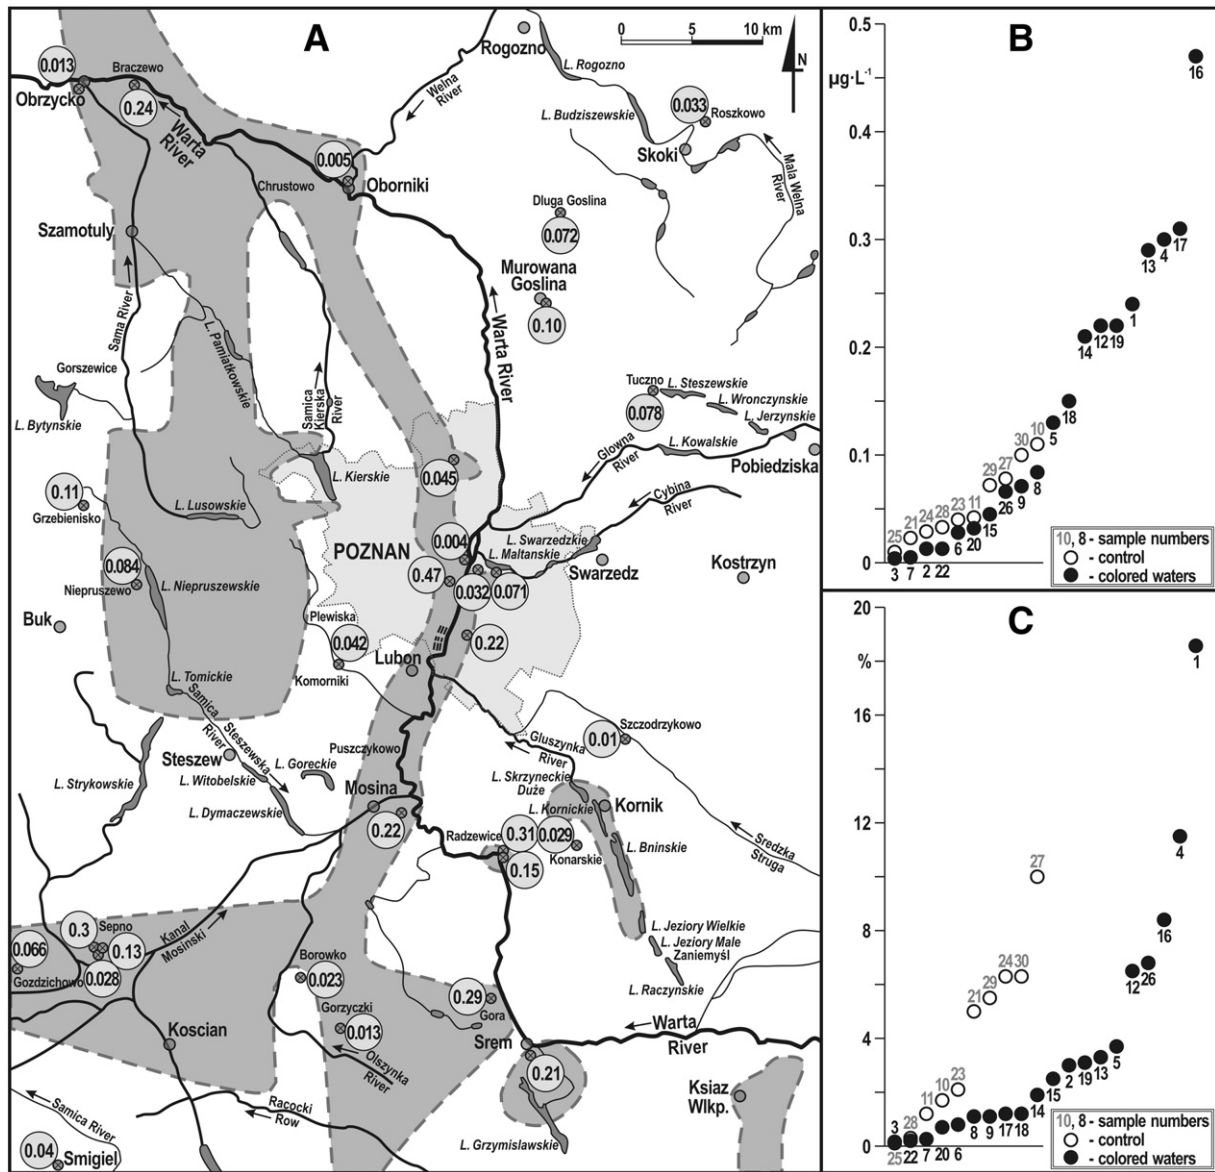 A
0 5 10 km
N
Rogozno
L. Rogozno
0.013
Braczewo
Obrzycko
0.24
Warta
River
Welna
River
L. Budziszewskie
0.033
Roszkowo
Skoki
Mala Welna
River
0.005
Oborniki
Chrustowo
Dluga Goslina
0.072
Szamotuly
Murowana
Goslina
0.10
Sama River
L. Pamiatkowskie
Warta River
Gorszewice
L. Bytynskie
Samica
Kierska
River
Tuczno
L. Steszewskie
L. Wronczynskie
L. Jerzynskie
0.078
Glowna
River
L. Kowalskie
Pobiedziska
0.11
Grzebienisko
L. Lusowskie
L. Kierskie
0.045
Cybina
River
POZNAN
0.004
L. Swarzedzkie
L. Maltanskie
Swarzedz
Kostrzyn
0.084
Niepruszewo
L. Niepruszewskie
0.47
0.032
0.071
Buk
Plewiska
0.042
Komorniki
Lubon
0.22
L. Tomickie
Samica
River
Steszewska
Szczodrzykowo
0.01
Gluszynka
River
Puszczykowo
Steszew
L. Goreckie
L. Witobelskie
L. Strykowskie
L. Dymaczewskie
Mosina
0.22
L. Skrzyneckie
Duże
L. Kornickie
Kornik
Radzewice
0.31
0.029
Konarskie
0.15
L. Bninskie
Sredzka
Struga
0.3
Sepno
0.13
Kanal
Mosinski
0.066
Gozdzichowo
0.028
Borowko
0.023
Gorzyczki
0.013
0.29
Gora
L. Jeziory Wielkie
L. Jeziory Male
Zaniemyśl
L. Raczynskie
Koscian
Olszynka
River
Srem
0.21
Warta
River
Ksiaz
Wlkp.
Samica River
Racocki
Row
L. Grzymislawskie
0.04
Smigiel
B
µg·L-1
0.5
0.4
0.3
0.2
0.1
0
16
17
4
13
1
14 12 19
18
5
10
30
27
29
11
23
28
24
21
25
8
9
26
15
20
6
3 7 2 22
10, 8 - sample numbers
- control
- colored waters
C
%
20
16
12
8
4
0
1
4
16
26
12
27
24 30
29
21
23
10
11
28
25
3
22 7 20 6 8 9 17 18 14 15 2 19 13 5
10, 8 - sample numbers
- control
- colored waters